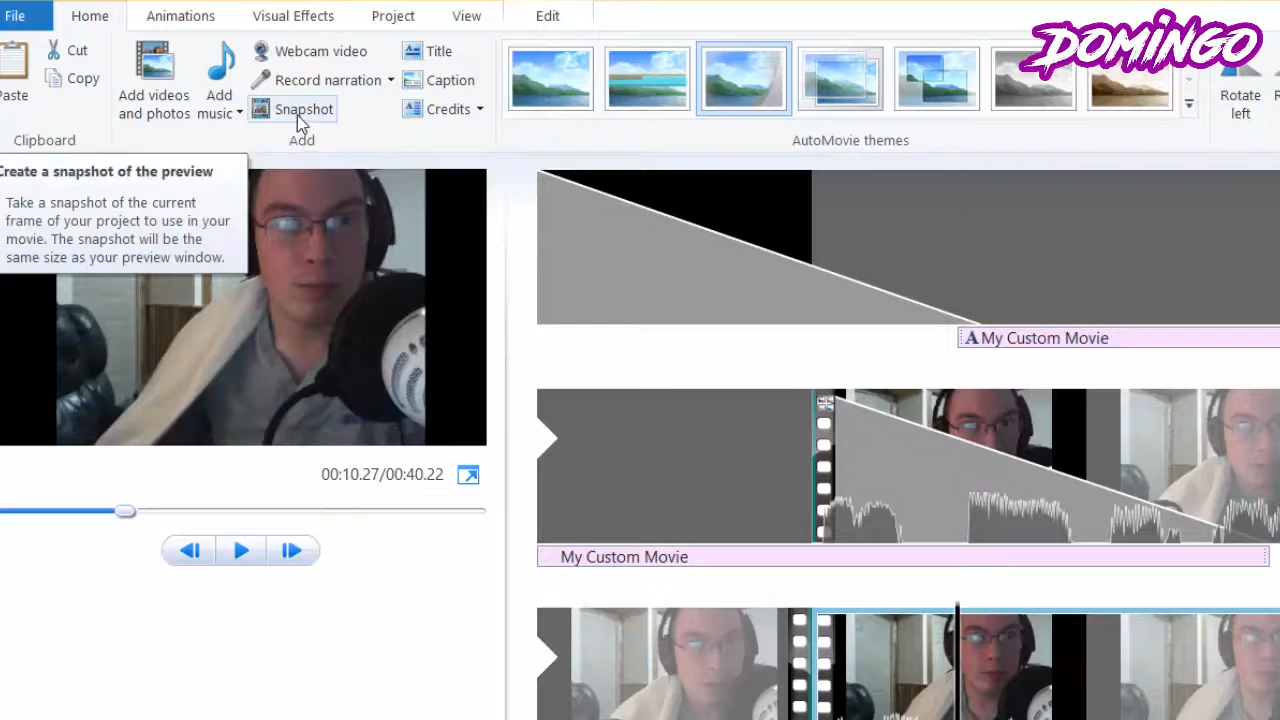 File
Home
Animations
Visual Effects
Project
View
Edit
DOMINGO
Cut
Copy
Paste
Clipboard
Add videos
and photos
Add
music
Webcam video
Record narration
Snapshot
Title
Caption
Credits
Add
AutoMovie themes
Rotate
left
Create a snapshot of the preview
Take a snapshot of the current
frame of your project to use in your
movie. The snapshot will be the
same size as your preview window.
00:10.27/00:40.22
A My Custom Movie
My Custom Movie